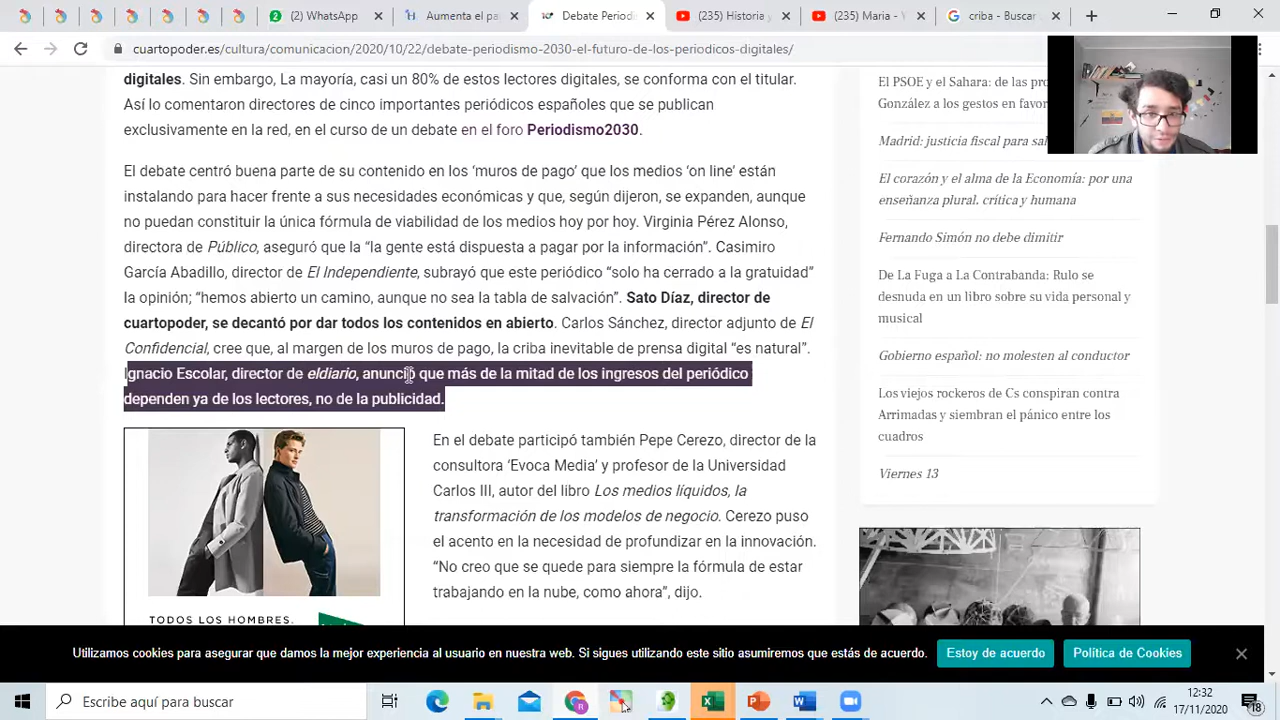 (235) WhatsApp
Aumente el pa
Debate Periodi
(235) Historia y
(235) Maria - Y
criba - Buscar
cuartopoder.es/cultura/comunicacion/2020/10/22/debate-periodismo-2030-el-futuro-de-los-periodicos-digitales/
digitales. Sin embargo, La mayoría, casi un 80% de estos lectores digitales, se conforma con el titular.
Así lo comentaron directores de cinco importantes periódicos españoles que se publican
exclusivamente en la red, en el curso de un debate en el foro Periodismo2030.
El debate centró buena parte de su contenido en los ‘muros de pago’ que los medios ‘on line’ están
instalando para hacer frente a sus necesidades económicas y que, según dijeron, se expanden, aunque
no puedan constituir la única fórmula de viabilidad de los medios hoy por hoy. Virginia Pérez Alonso,
directora de Público, aseguró que “la gente está dispuesta a pagar por la información”. Casimiro
García Abadillo, director de El Independiente, subrayó que este periódico “solo ha cerrado a la gratuidad”
la opinión; “hemos abierto un camino, aunque no sea la tabla de salvación”. Sato Díaz, director de
cuartopoder, se decantó por dar todos los contenidos en abierto. Carlos Sánchez, director adjunto de El
Confidencial, cree que, al margen de los muros de pago, la criba inevitable de prensa digital “es natural”.
Ignacio Escolar, director de eldiario, anunció que más de la mitad de los ingresos del periódico
dependen ya de los lectores, no de la publicidad.
En el debate participó también Pepe Cerezo, director de la
consultora ‘Evoca Media’ y profesor de la Universidad
Carlos III, autor del libro Los medios líquidos, la
transformación de los modelos de negocio. Cerezo puso
el acento en la necesidad de profundizar en la innovación.
“No creo que se quede para siempre la fórmula de estar
trabajando en la nube, como ahora”, dijo.
TODOS LOS HOMBRES.
El PSOE y el Sahara: de las pro
González a los gestos en favor
Madrid: justicia fiscal para sal
El corazón y el alma de la Economía: por una
enseñanza plural, crítica y humana
Fernando Simón no debe dimitir
De La Fuga a La Contrabanda: Rulo se
desnuda en un libro sobre su vida personal y
musical
Gobierno español: no molesten al conductor
Los viejos rockeros de Cs conspiran contra
Arrimadas y siembran el pánico entre los
cuadros
Viernes 13
Utilizamos cookies para asegurar que damos la mejor experiencia al usuario en nuestra web. Si sigues utilizando este sitio asumiremos que estás de acuerdo.
Estoy de acuerdo
Política de Cookies
Escribe aquí para buscar
12:32
17/11/2020
18